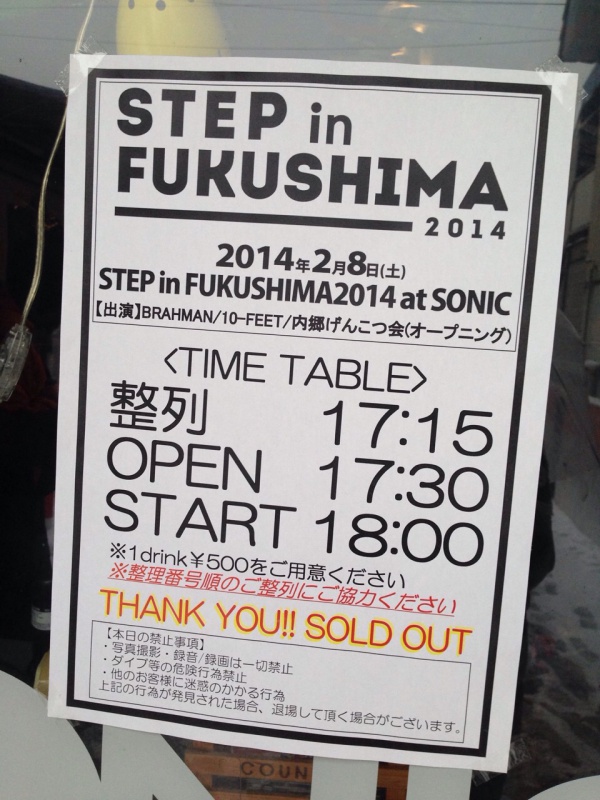 STEP in
FUKUSHIMA
2014
2014年2月8日(土)
STEP in FUKUSHIMA2014 at SONIC
【出演】BRAHMAN/10-FEET/内郷げんこつ会(オープニング)
<TIME TABLE>
整列 17:15
OPEN 17:30
START 18:00
※1drink¥500をご用意ください
※整理番号順のご整列にご協力ください
THANK YOU!! SOLD OUT
【本日の禁止事項】
・写真撮影・録音/録画は一切禁止
・ダイブ等の危険行為禁止
・他のお客様に迷惑のかかる行為
上記の行為が発見された場合、退場して頂く場合がございます。
COUN